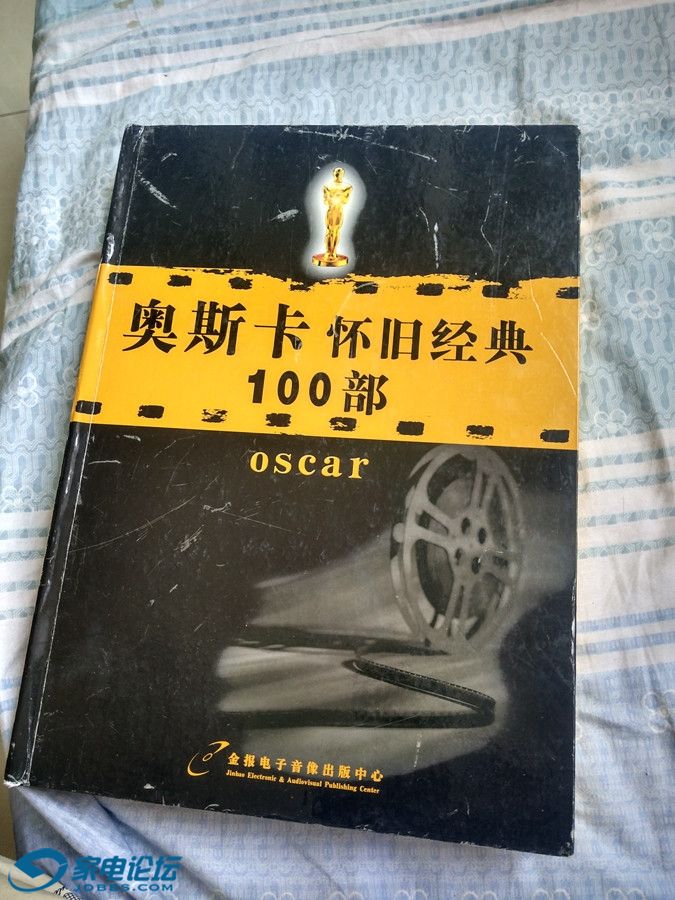 奥斯卡 怀旧经典
100部
oscar
金报电子音像出版中心
Jinbao Electronic & Audiovisual Publishing Center
家电论坛
JDBBS.COM